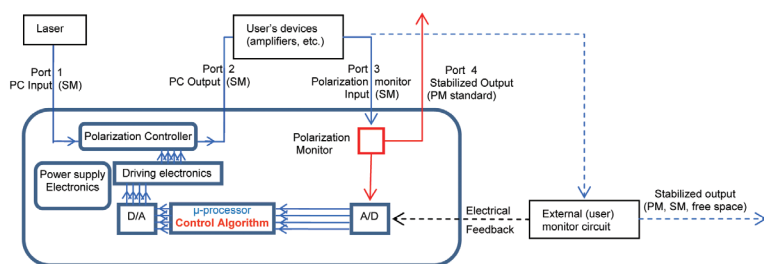 Laser
User's devices
(amplifiers, etc.)
Port 1
PC Input (SM)
Port 2
PC Output (SM)
Port 3
Polarization monitor
Input (SM)
Port 4
Stabilized Output
(PM standard)
Polarization Controller
Polarization
Monitor
Power supply
Electronics
Driving electronics
D/A
μ-processor
Control Algorithm
A/D
Electrical
Feedback
External (user)
monitor circuit
Stabilized output
(PM, SM, free space)